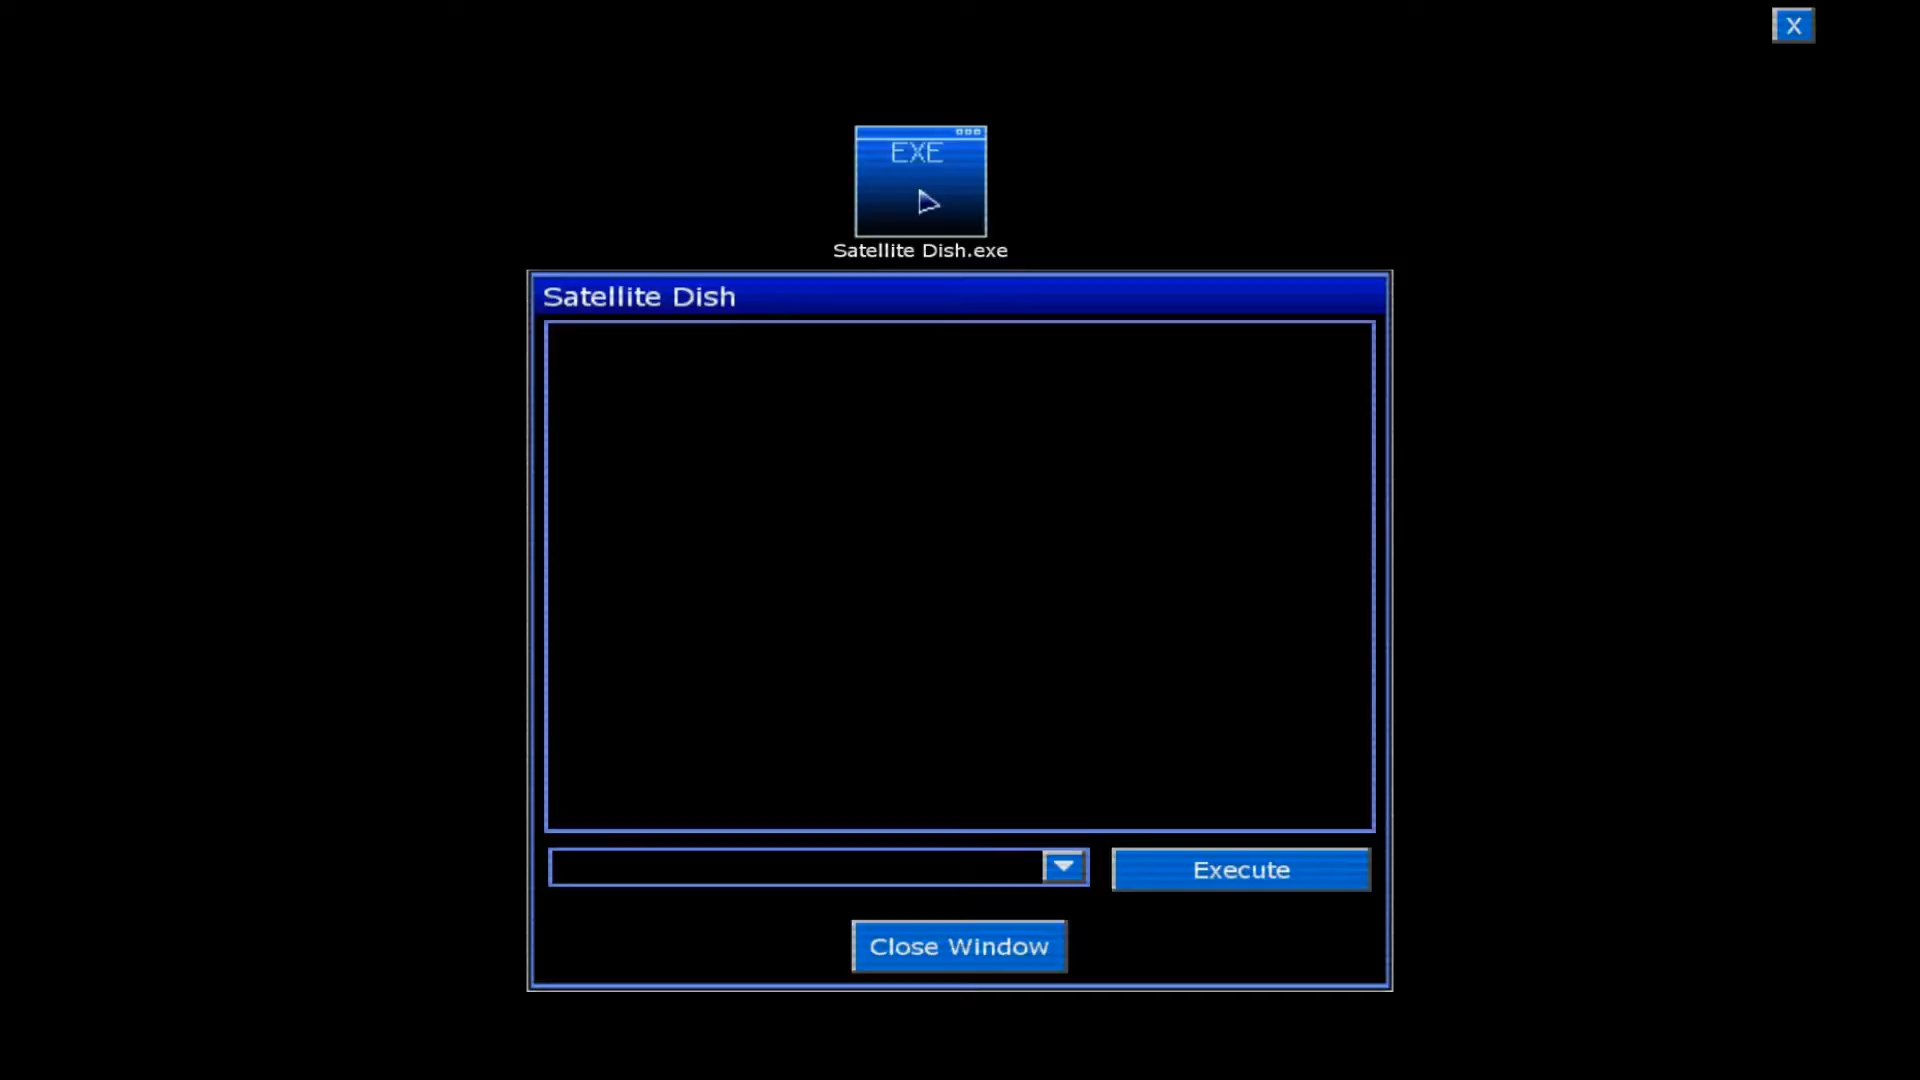 X
EXE
Satellite Dish.exe
Satellite Dish
Execute
Close Window